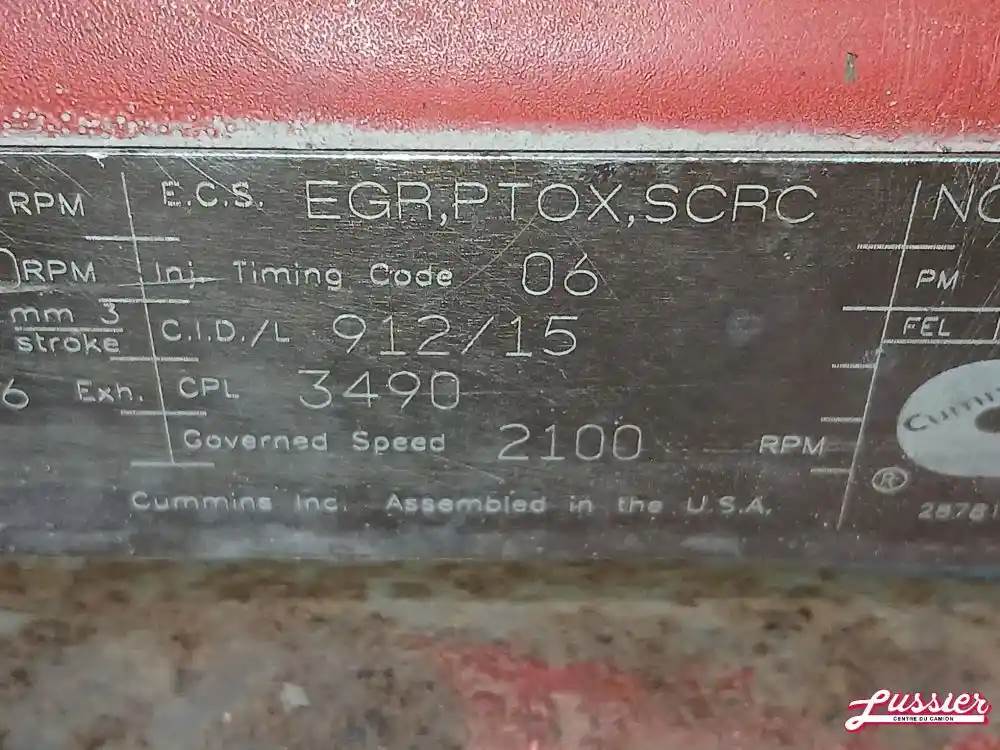 RPM E.C.S. EGR,PTOX,SCRC
RPM Inj. Timing Code 06 PM
mm 3
stroke C.I.D./L 912/15 FEL
6 Exh. CPL 3490
Governed Speed 2100 RPM
®
Cummins Inc. Assembled in the U.S.A.
Lussier
CENTRE DU CAMION